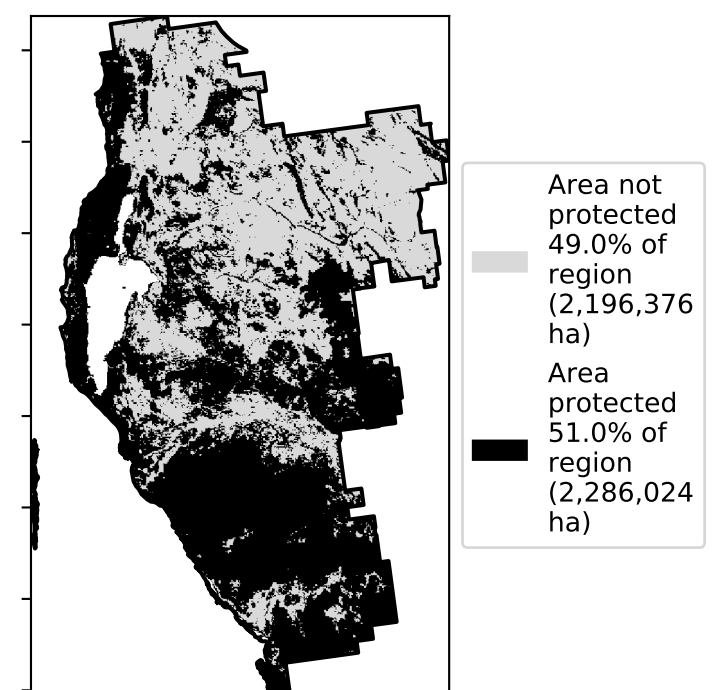 Area not
protected
49.0% of
region
(2,196,376
ha)
Area
protected
51.0% of
region
(2,286,024
ha)